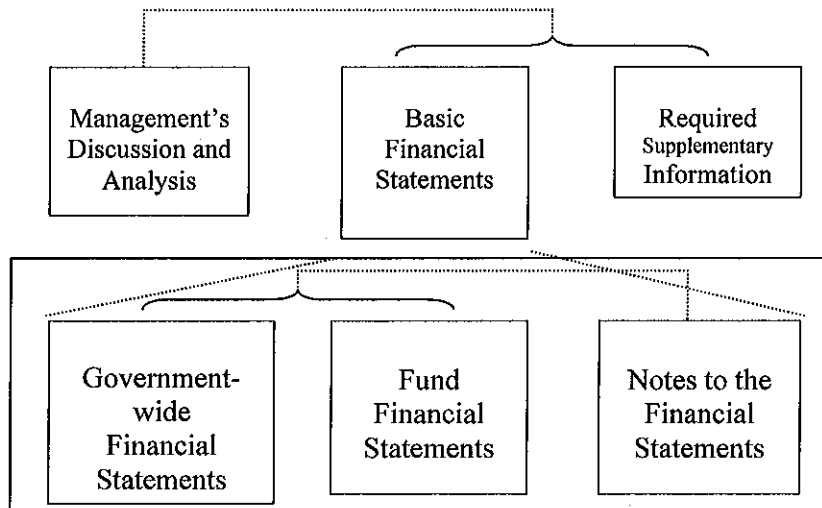 Management's
Discussion and
Analysis
Basic
Financial
Statements
Required
Supplementary
Information
Government-
wide
Financial
Statements
Fund
Financial
Statements
Notes to the
Financial
Statements